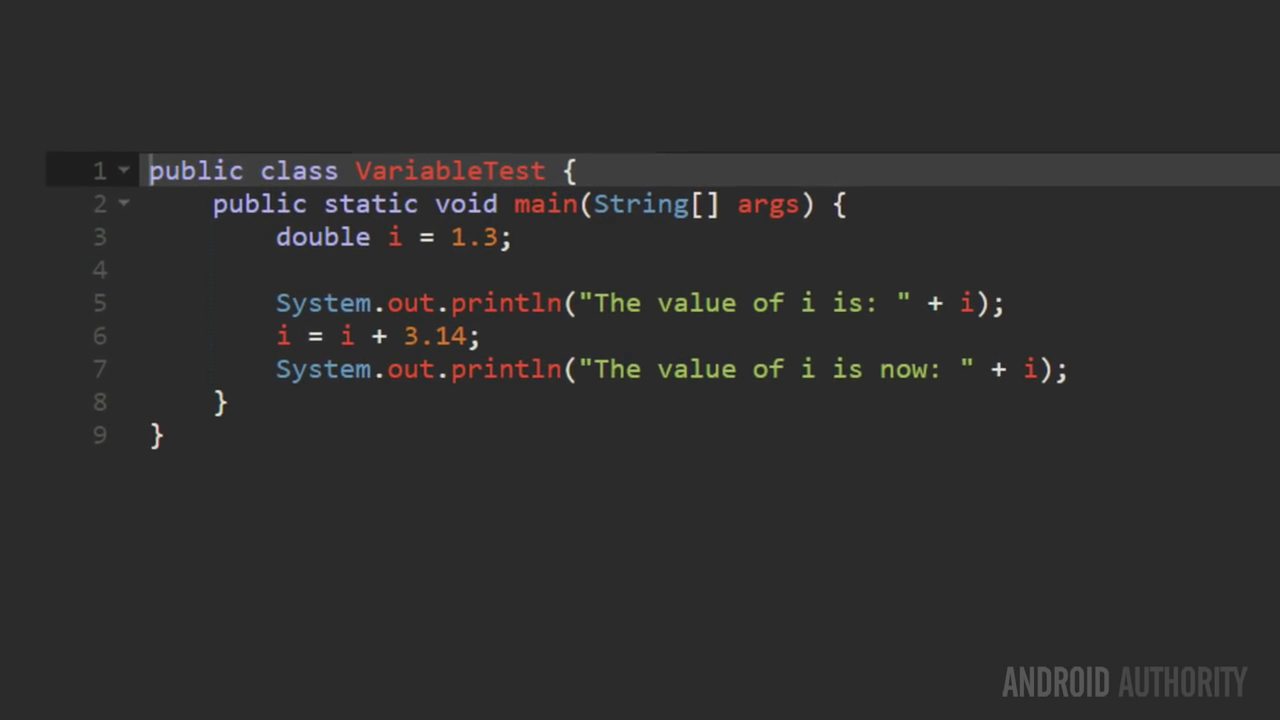 1 public class VariableTest {
2 public static void main(String[] args) {
3 double i = 1.3;
4
5 System.out.println("The value of i is: " + i);
6 i = i + 3.14;
7 System.out.println("The value of i is now: " + i);
8 }
9 }
ANDROID AUTHORITY